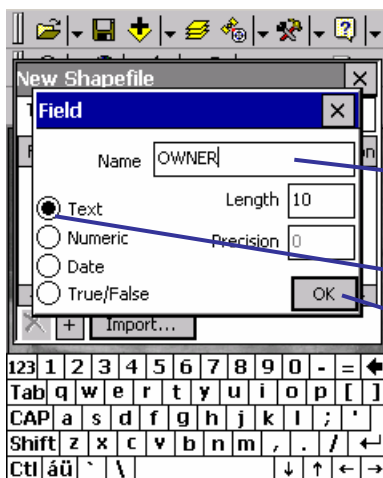 New Shapefile
Field
Name OWNER
Text
Length 10
Numeric
Precision 0
Date
True/False
OK
+ Import...
123 1 2 3 4 5 6 7 8 9 0 - = ←
Tab q w e r t y u i o p [ ]
CAP a s d f g h j k l ; '
Shift z x c v b n m , . / ↵
Ctl áü ` \ ↓ ↑ ← →